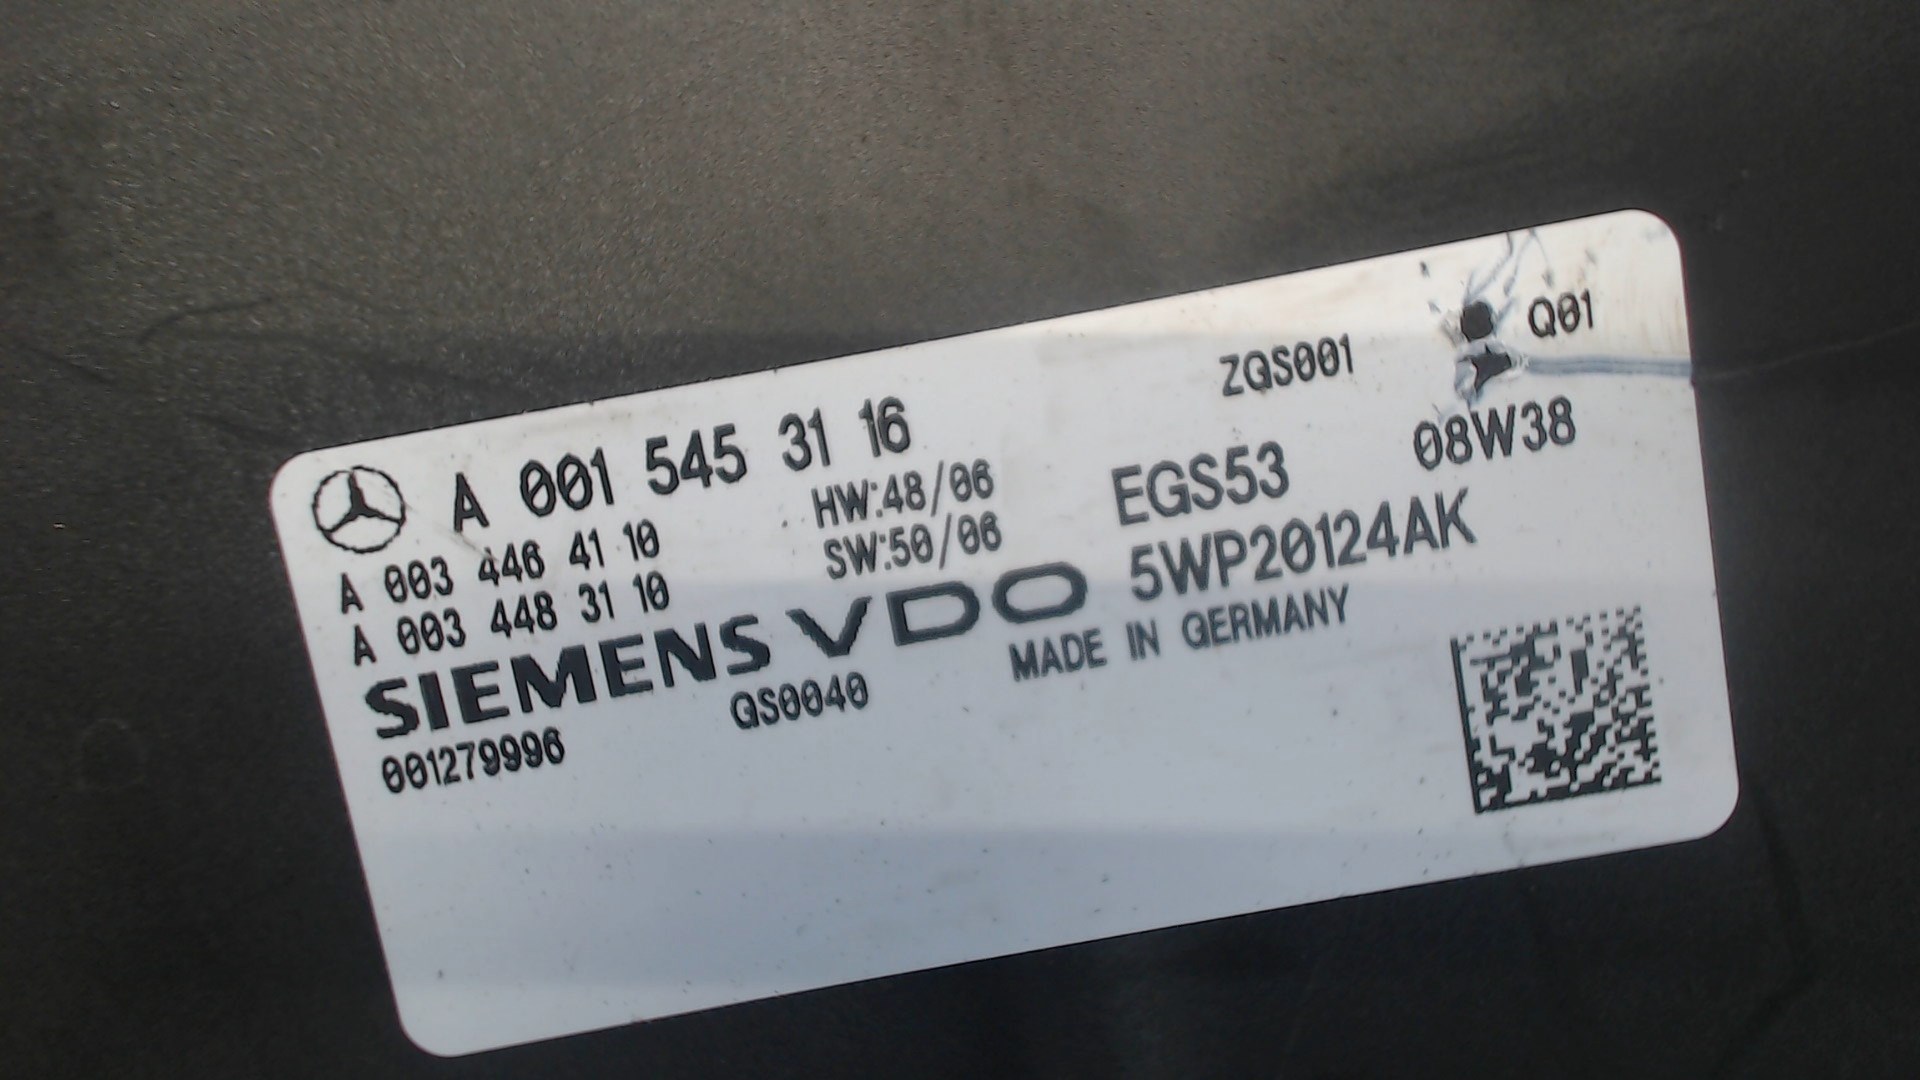 ZQS001 Q01
A 001 545 31 16
HW:48/06 EGS53 08W38
A 003 446 41 10
SW:50/06 5WP20124AK
A 003 448 31 10
SIEMENS VDO MADE IN GERMANY
001279996 QS0040